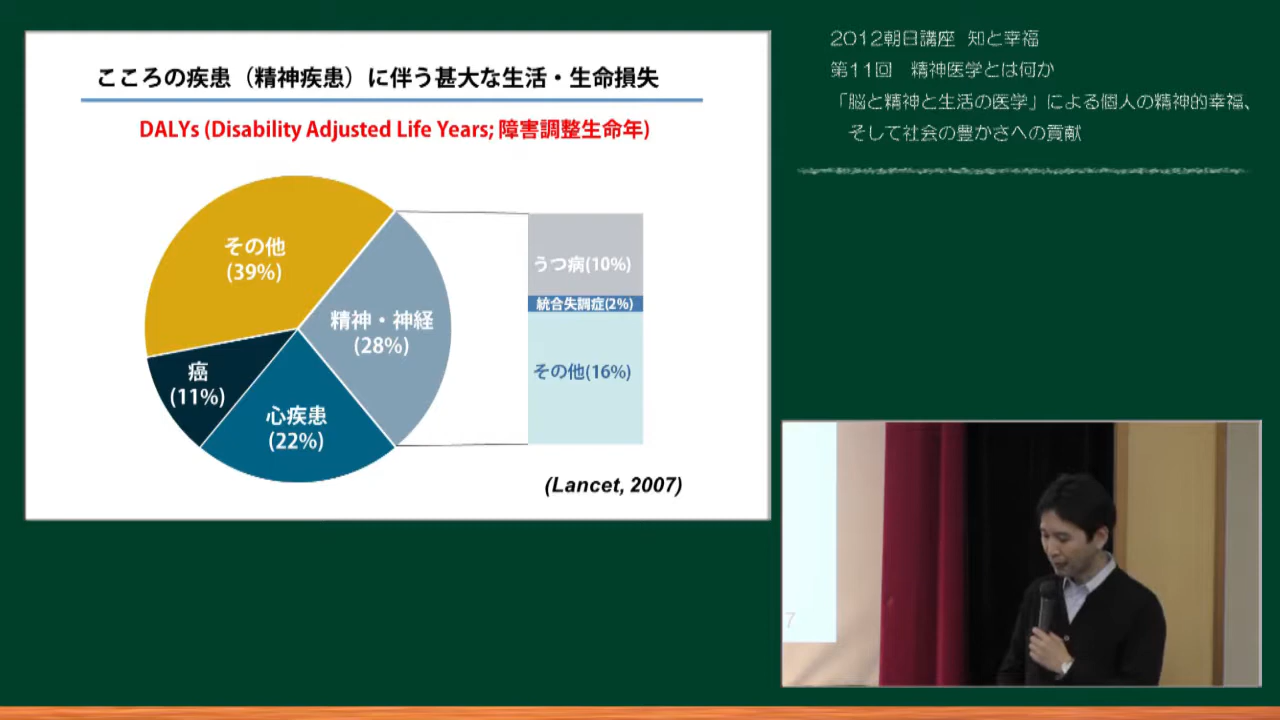 こころの疾患（精神疾患）に伴う甚大な生活・生命損失
DALYs (Disability Adjusted Life Years; 障害調整生命年)
その他
(39%)
精神・神経
(28%)
癌
(11%)
心疾患
(22%)
うつ病(10%)
統合失調症(2%)
その他(16%)
(Lancet, 2007)
2012朝日講座 知と幸福
第11回 精神医学とは何か
「脳と精神と生活の医学」による個人の精神的幸福、
そして社会の豊かさへの貢献
7